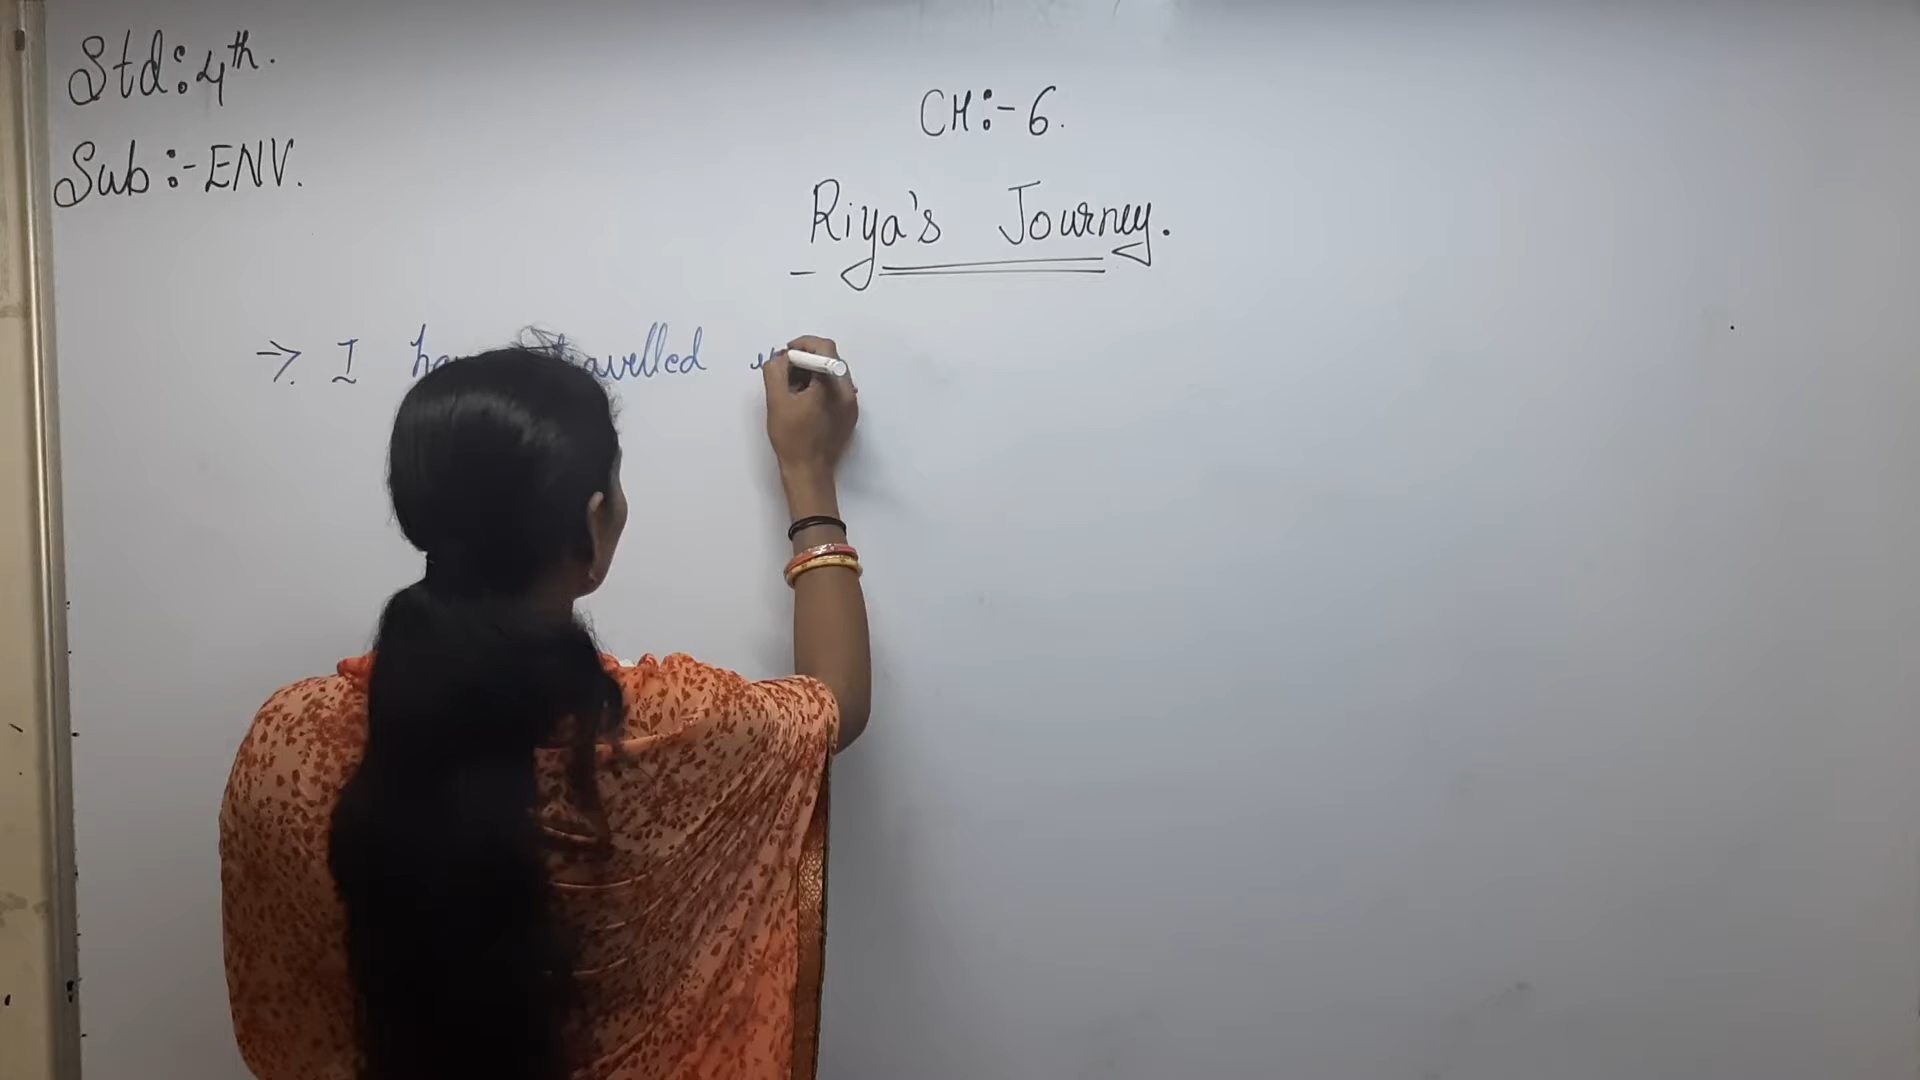 Std:4th.
Sub:-ENV.
CH:-6.
Riya's Journey.
→. I travelled